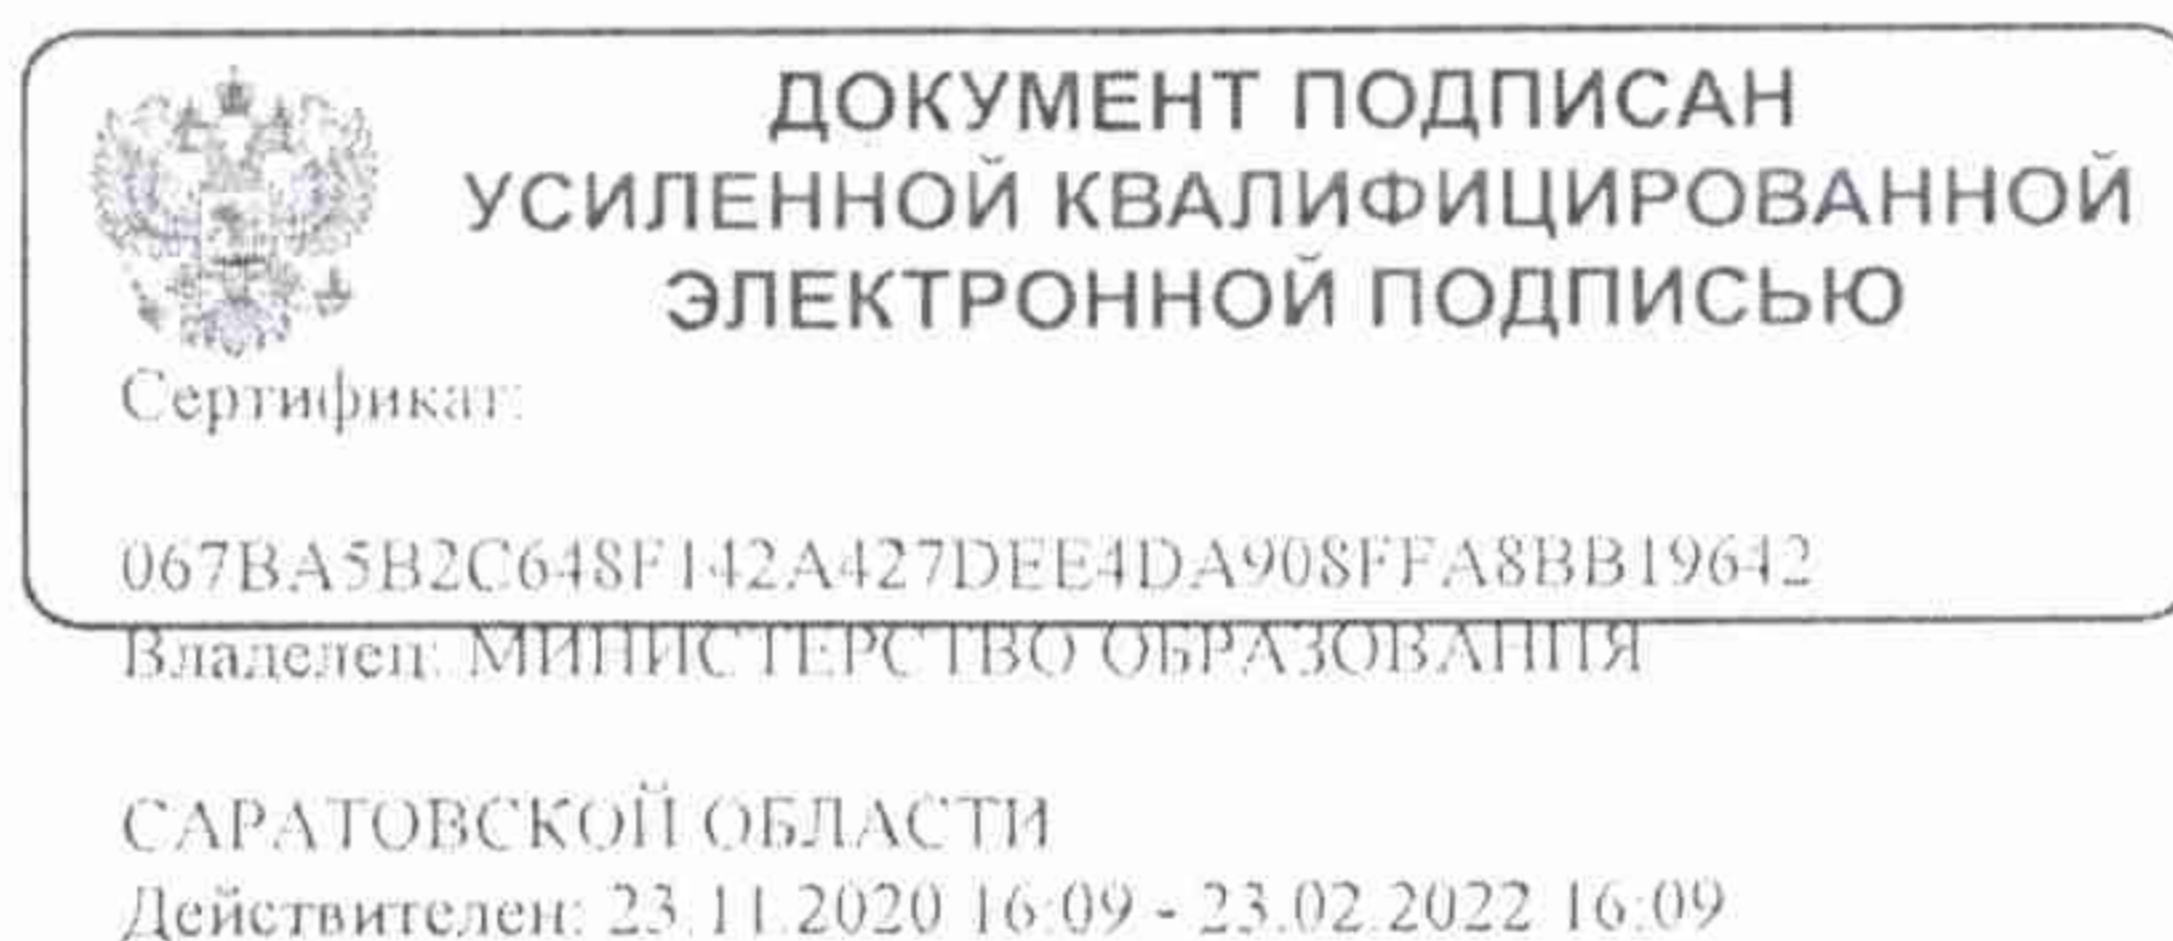 ДОКУМЕНТ ПОДПИСАН
УСИЛЕННОЙ КВАЛИФИЦИРОВАННОЙ
ЭЛЕКТРОННОЙ ПОДПИСЬЮ
Сертификат:
067BA5B2C648F142A427DEE4DA908FFA8BB19642
Владелец: МИНИСТЕРСТВО ОБРАЗОВАНИЯ
САРАТОВСКОЙ ОБЛАСТИ
Действителен: 23.11.2020 16:09 - 23.02.2022 16:09